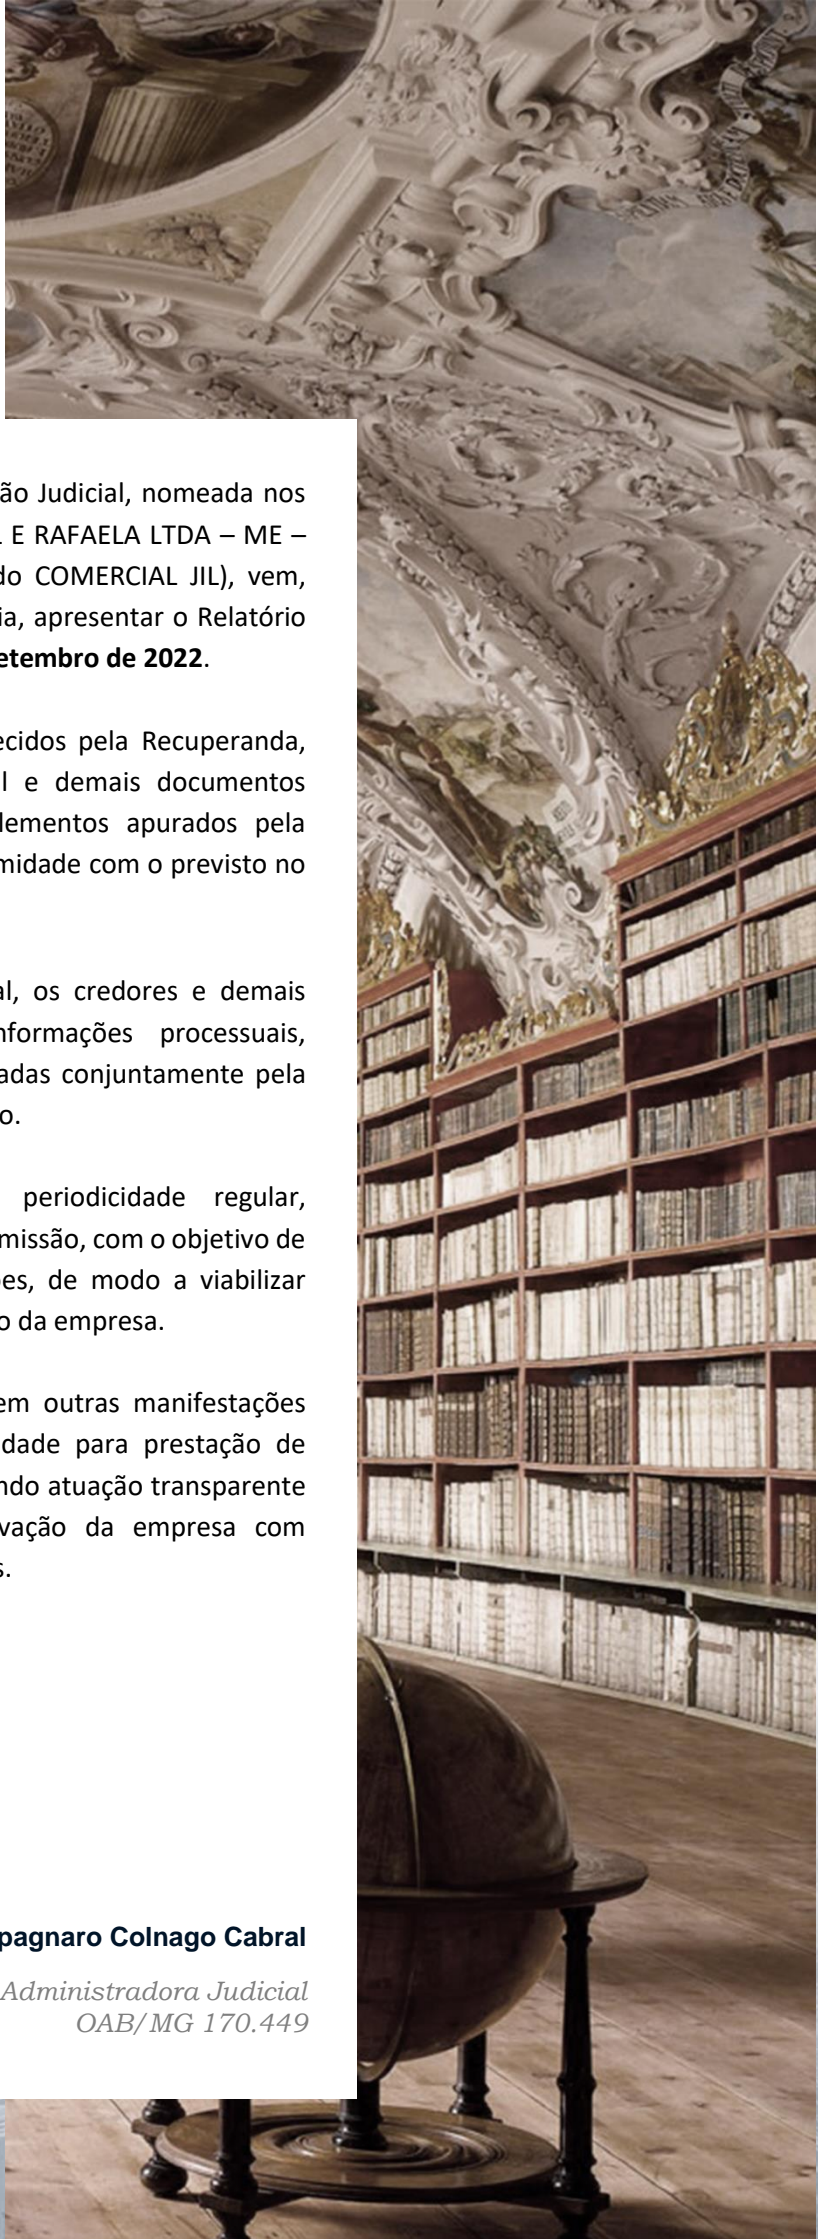 ão Judicial, nomeada nos
E RAFAELA LTDA – ME –
do COMERCIAL JIL), vem,
ia, apresentar o Relatório
etembro de 2022.
ecidos pela Recuperanda,
l e demais documentos
lementos apurados pela
midade com o previsto no
al, os credores e demais
nformações processuais,
adas conjuntamente pela
o.
periodicidade regular,
missão, com o objetivo de
es, de modo a viabilizar
o da empresa.
em outras manifestações
dade para prestação de
ndo atuação transparente
vação da empresa com
s.
pagnaro Colnago Cabral
Administradora Judicial
OAB/MG 170.449